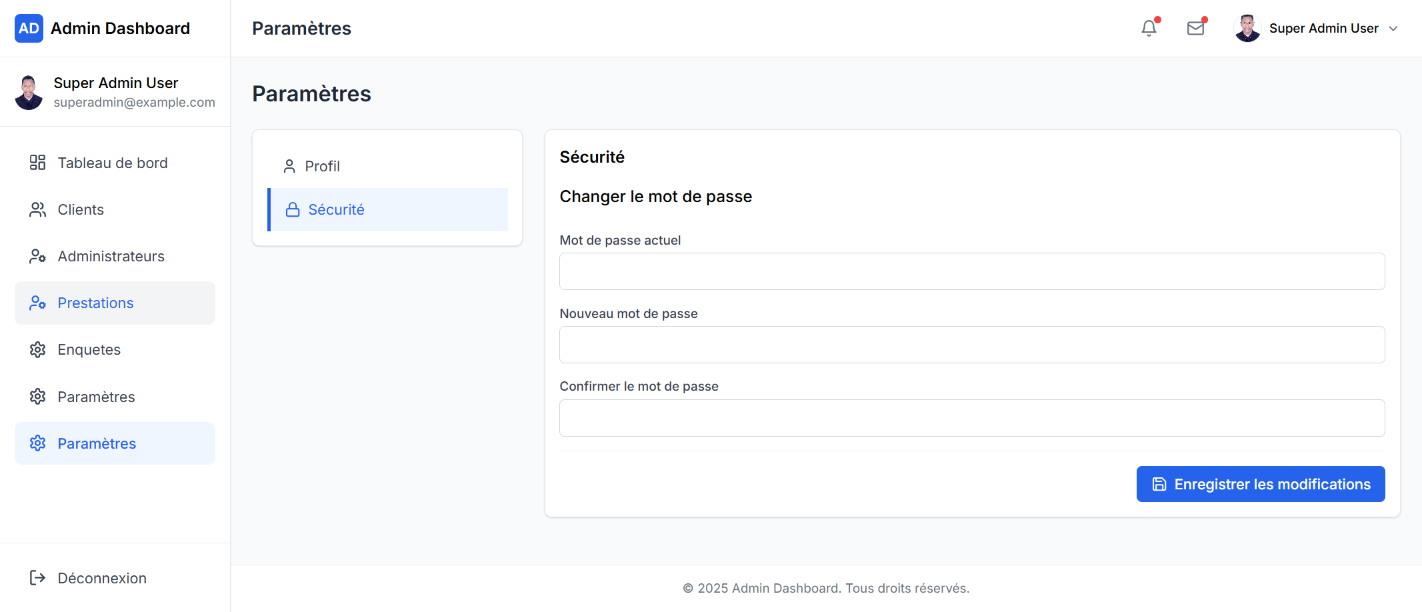 AD Admin Dashboard
Super Admin User
superadmin@example.com
Tableau de bord
Clients
Administrateurs
Prestations
Enquetes
Paramètres
Paramètres
Déconnexion
Paramètres
Super Admin User
Paramètres
Profil
Sécurité
Sécurité
Changer le mot de passe
Mot de passe actuel
Nouveau mot de passe
Confirmer le mot de passe
Enregistrer les modifications
© 2025 Admin Dashboard. Tous droits réservés.